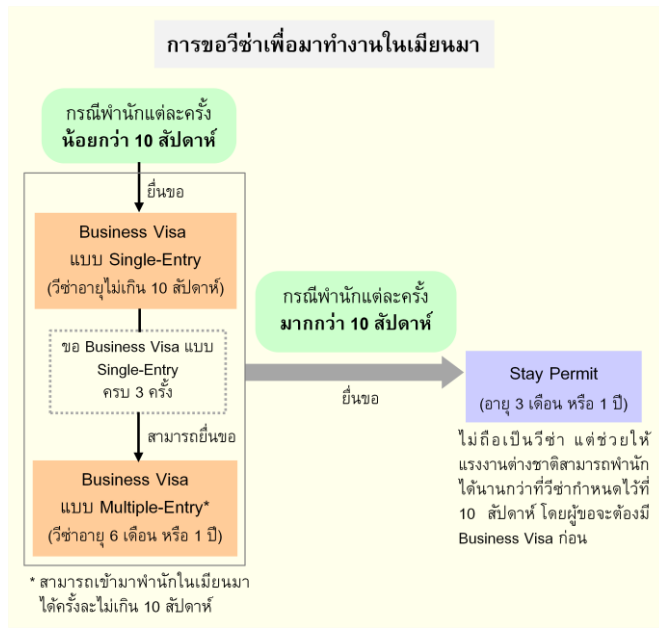 การขอวีซ่าเพื่อมาทำงานในเมียนมา
กรณีพำนักแต่ละครั้ง
น้อยกว่า 10 สัปดาห์
ยื่นขอ
Business Visa
แบบ Single-Entry
(วีซ่าอายุไม่เกิน 10 สัปดาห์)
ขอ Business Visa แบบ
Single-Entry
ครบ 3 ครั้ง
สามารถยื่นขอ
Business Visa
แบบ Multiple-Entry*
(วีซ่าอายุ 6 เดือน หรือ 1 ปี)
* สามารถเข้ามาพำนักในเมียนมา
ได้ครั้งละไม่เกิน 10 สัปดาห์
กรณีพำนักแต่ละครั้ง
มากกว่า 10 สัปดาห์
ยื่นขอ
Stay Permit
(อายุ 3 เดือน หรือ 1 ปี)
ไม่ถือเป็นวีซ่า แต่ช่วยให้
แรงงานต่างชาติสามารถพำนัก
ได้นานกว่าที่วีซ่ากำหนดไว้ที่
10 สัปดาห์ โดยผู้ขอจะต้องมี
Business Visa ก่อน